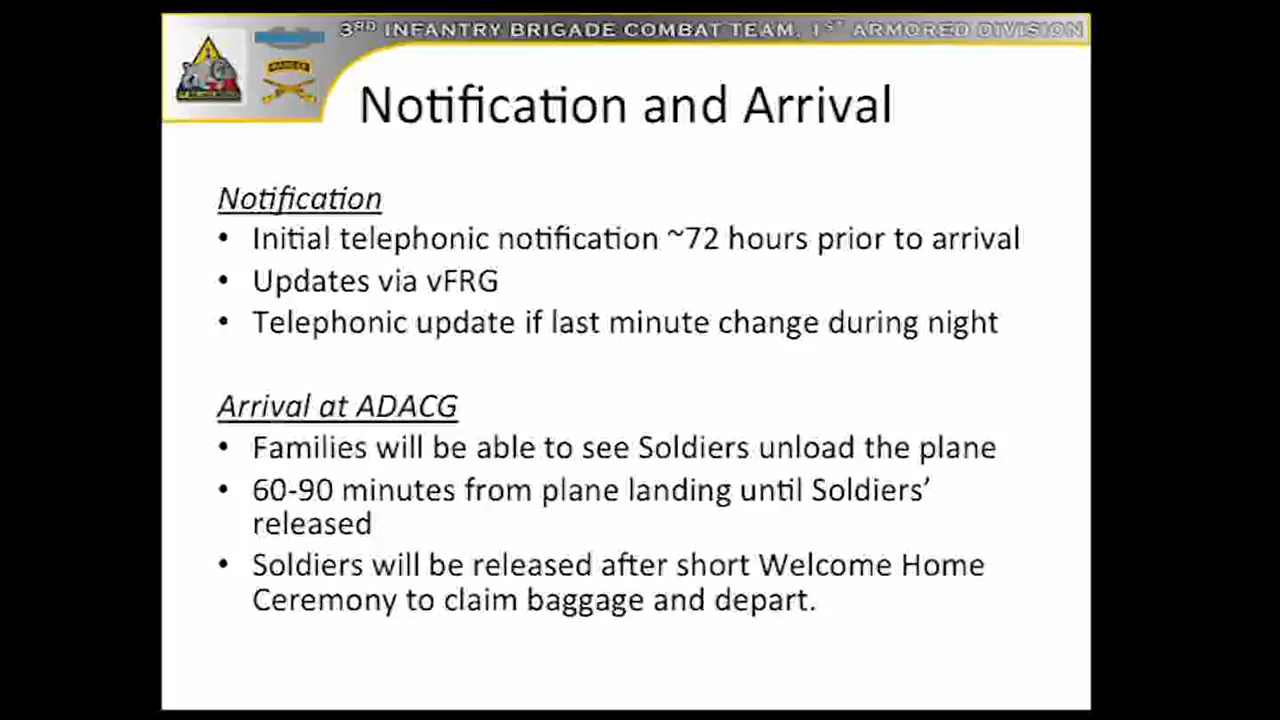 3RD INFANTRY BRIGADE COMBAT TEAM, 1ST ARMORED DIVISION
RANGER
Notification and Arrival
Notification
• Initial telephonic notification ~72 hours prior to arrival
• Updates via vFRG
• Telephonic update if last minute change during night
Arrival at ADACG
• Families will be able to see Soldiers unload the plane
• 60-90 minutes from plane landing until Soldiers’
released
• Soldiers will be released after short Welcome Home
Ceremony to claim baggage and depart.